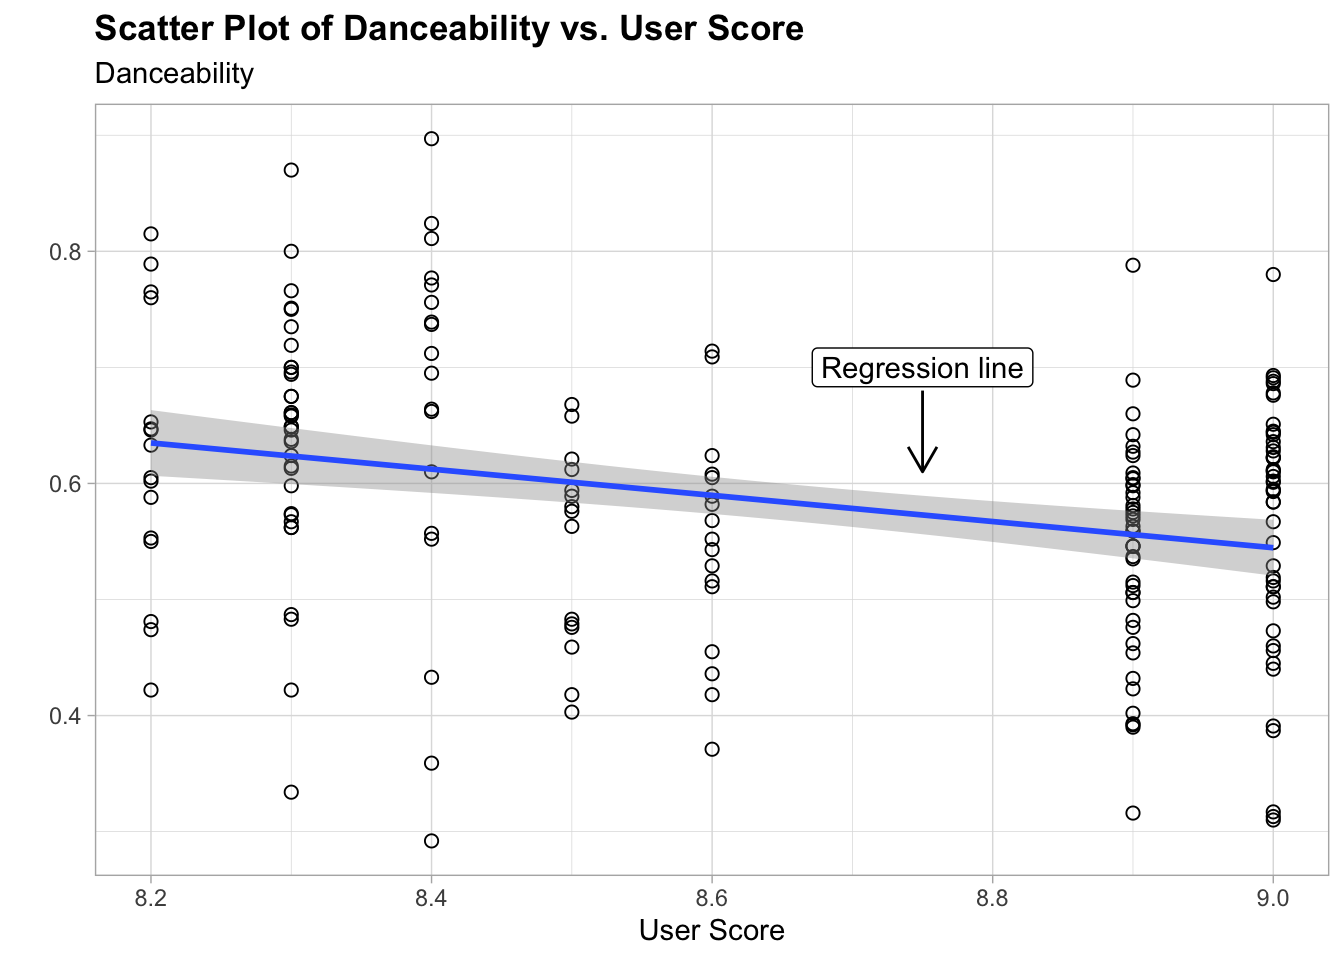 Scatter Plot of Danceability vs. User Score
Danceability
0.8
Regression line
0.6
0.4
8.2 8.4 8.6 8.8 9.0
User Score